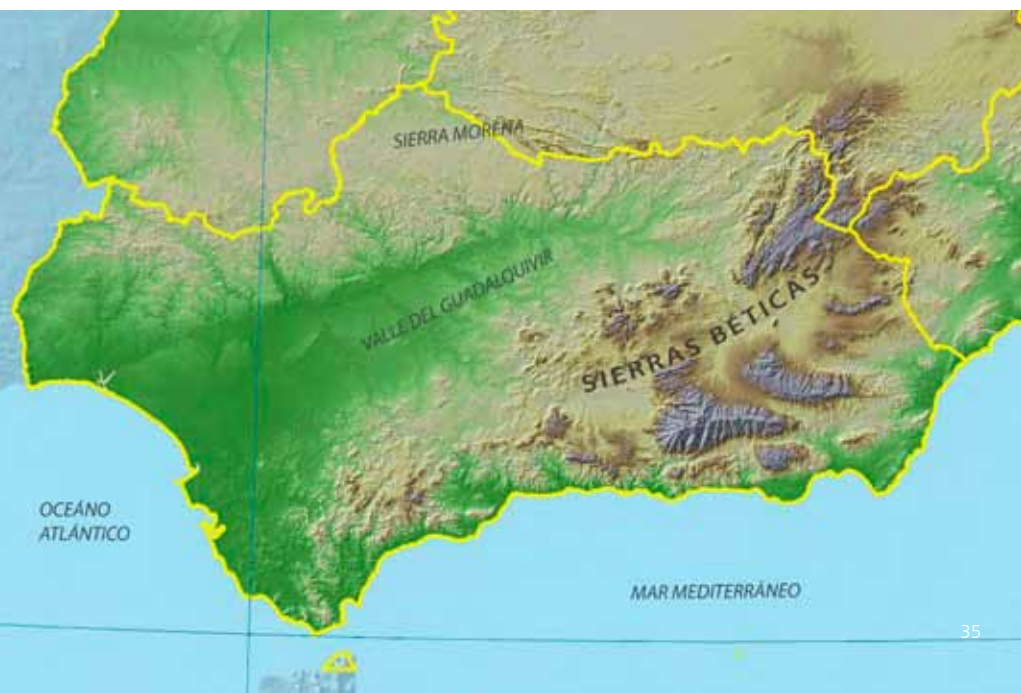 SIERRA MORENA
VALLE DEL GUADALQUIVIR
SIERRAS BÉTICAS
OCEÁNO
ATLÁNTICO
MAR MEDITERRÁNEO
35